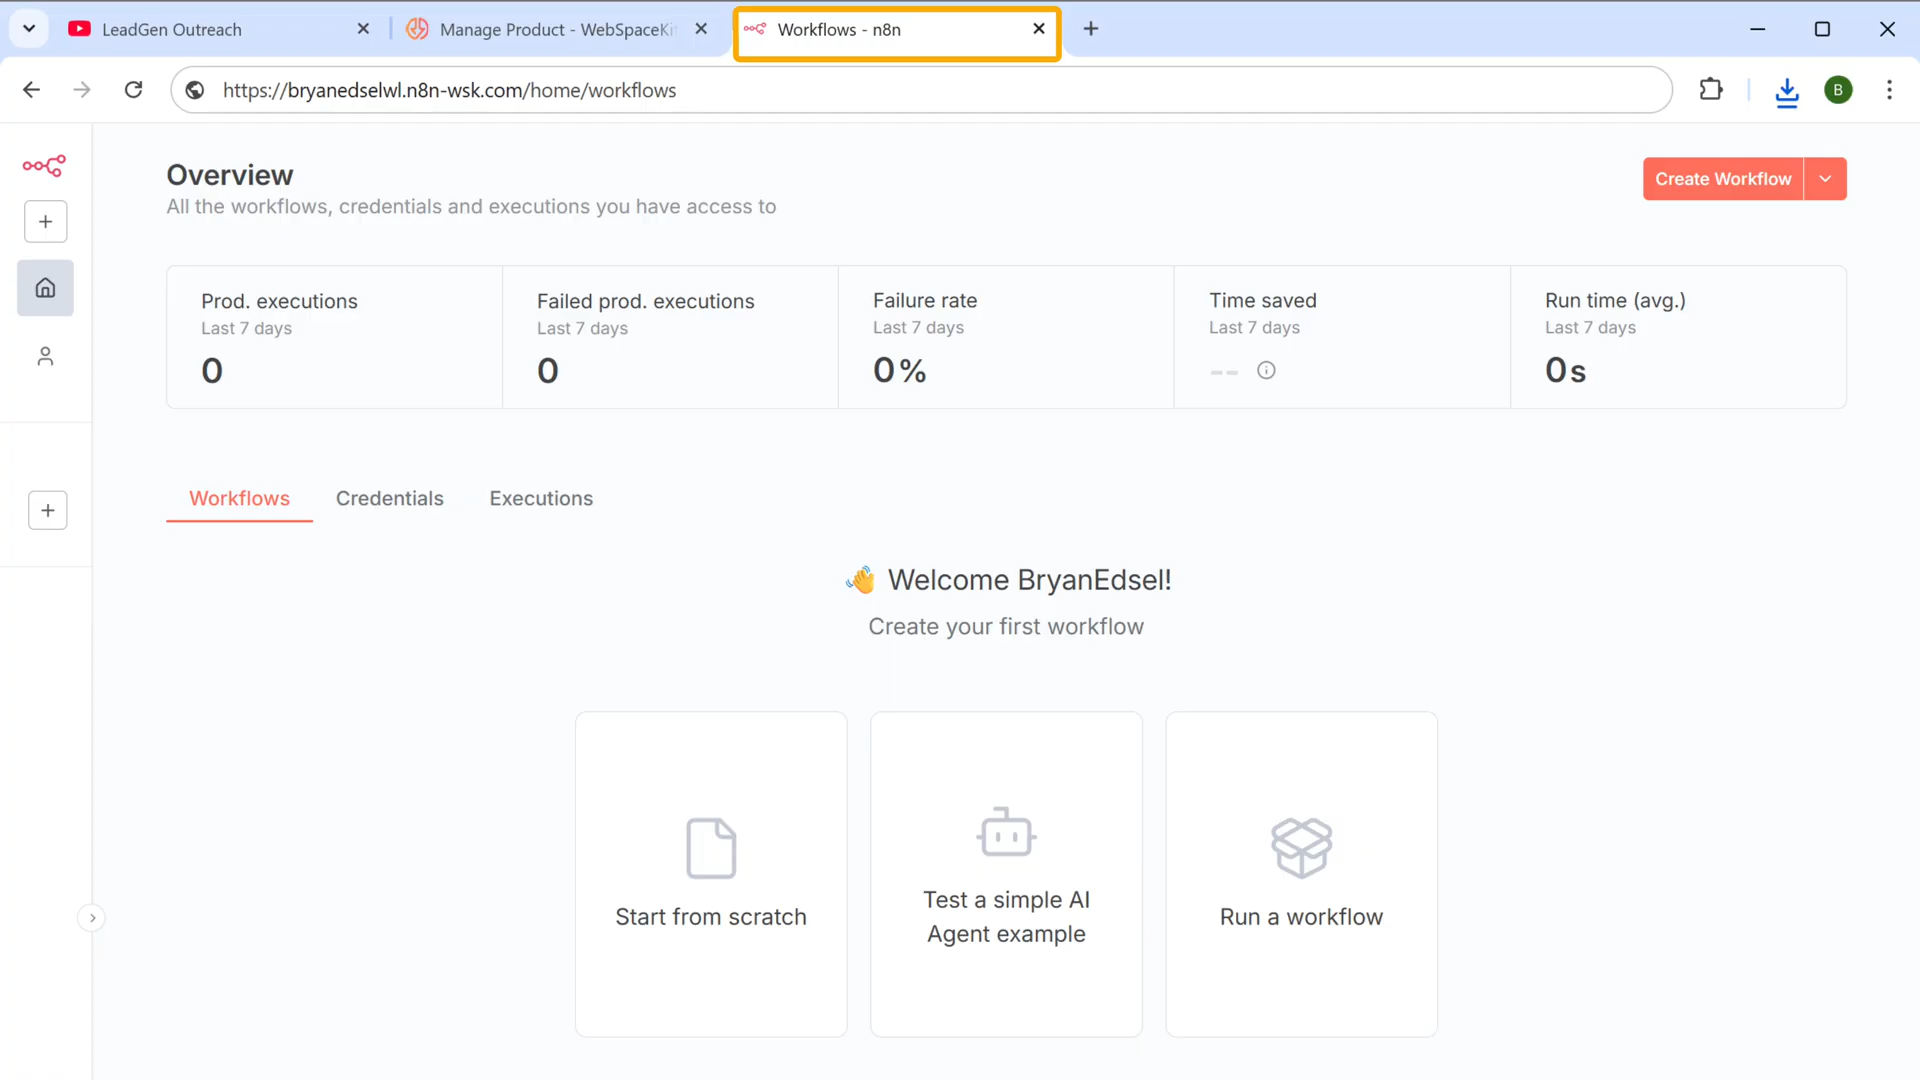 LeadGen Outreach
Manage Product - WebSpaceKi
Workflows - n8n
https://bryanedselwl.n8n-wsk.com/home/workflows
B
Overview
All the workflows, credentials and executions you have access to
Create Workflow
Prod. executions
Last 7 days
0
Failed prod. executions
Last 7 days
0
Failure rate
Last 7 days
0%
Time saved
Last 7 days
--
Run time (avg.)
Last 7 days
0s
Workflows
Credentials
Executions
👋 Welcome BryanEdsel!
Create your first workflow
Start from scratch
Test a simple AI
Agent example
Run a workflow